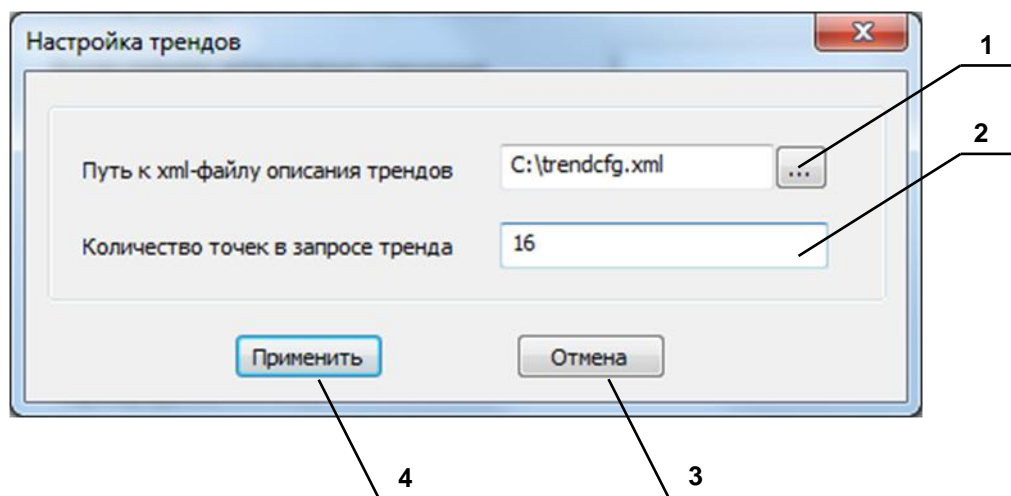 Настройка трендов
1
Путь к xml-файлу описания трендов C:\trendcfg.xml ...
2
Количество точек в запросе тренда 16
Применить Отмена
4 3